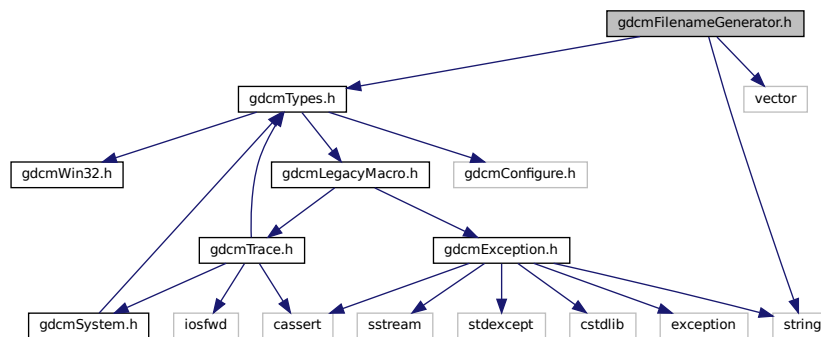 gdcmFilenameGenerator.h
gdcmTypes.h
vector
gdcmWin32.h
gdcmLegacyMacro.h
gdcmConfigure.h
gdcmTrace.h
gdcmException.h
gdcmSystem.h
iosfwd
cassert
sstream
stdexcept
cstdlib
exception
string